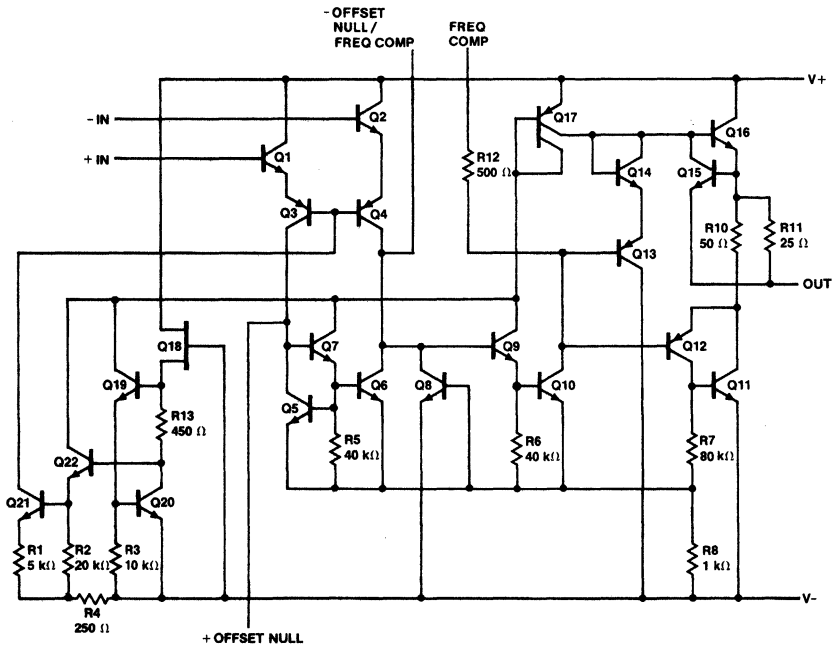 - OFFSET
NULL /
FREQ COMP
FREQ
COMP
V+
- IN
Q2
Q17
Q16
+ IN
Q1
R12
500 Ω
Q14
Q15
Q3
Q4
R10
50 Ω
R11
25 Ω
Q13
OUT
Q18
Q7
Q9
Q12
Q19
Q6
Q8
Q10
Q11
Q5
R13
450 Ω
R5
40 kΩ
R6
40 kΩ
R7
80 kΩ
Q22
Q21
Q20
R1
5 kΩ
R2
20 kΩ
R3
10 kΩ
R8
1 kΩ
V-
R4
250 Ω
+ OFFSET NULL